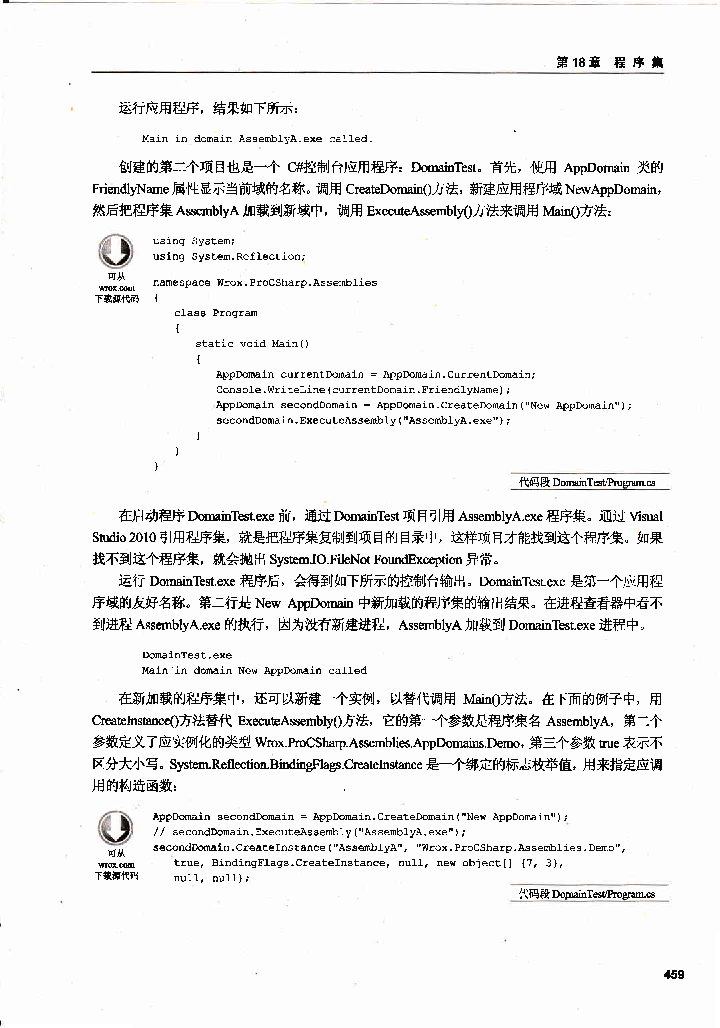 第18章 程 序 集
运行应用程序，结果如下所示：
Main in domain AssemblyA.exe called.
创建的第二个项目也是一个 C#控制台应用程序：DomainTest。首先，使用 AppDomain 类的
FriendlyName 属性显示当前域的名称。调用 CreateDomain()方法，新建应用程序域 NewAppDomain，
然后把程序集 AssemblyA 加载到新域中，调用 ExecuteAssembly()方法来调用 Main()方法：
可从
wrox.com
下载源代码
using System;
using System.Reflection;
namespace Wrox.ProCSharp.Assemblies
{
class Program
{
static void Main()
{
AppDomain currentDomain = AppDomain.CurrentDomain;
Console.WriteLine(currentDomain.FriendlyName);
AppDomain secondDomain = AppDomain.CreateDomain("New AppDomain");
secondDomain.ExecuteAssembly("AssemblyA.exe");
}
}
}
代码段 DomainTest/Program.cs
在启动程序 DomainTest.exe 前，通过 DomainTest 项目引用 AssemblyA.exe 程序集。通过 Visual
Studio 2010 引用程序集，就是把程序集复制到项目的目录中，这样项目才能找到这个程序集。如果
找不到这个程序集，就会抛出 System.IO.FileNot FoundException 异常。
运行 DomainTest.exe 程序后，会得到如下所示的控制台输出。DomainTest.exe 是第一个应用程
序域的友好名称。第二行是 New AppDomain 中新加载的程序集的输出结果。在进程查看器中看不
到进程 AssemblyA.exe 的执行，因为没有新建进程，AssemblyA 加载到 DomainTest.exe 进程中。
DomainTest.exe
Main in domain New AppDomain called
在新加载的程序集中，还可以新建一个实例，以替代调用 Main()方法。在下面的例子中，用
CreateInstance()方法替代 ExecuteAssembly()方法，它的第一个参数是程序集名 AssemblyA，第二个
参数定义了应实例化的类型 Wrox.ProCSharp.Assemblies.AppDomains.Demo，第三个参数 true 表示不
区分大小写。System.Reflection.BindingFlags.CreateInstance 是一个绑定的标志枚举值，用来指定应调
用的构造函数：
可从
wrox.com
下载源代码
AppDomain secondDomain = AppDomain.CreateDomain("New AppDomain");
// secondDomain.ExecuteAssembly("AssemblyA.exe");
secondDomain.CreateInstance("AssemblyA", "Wrox.ProCSharp.Assemblies.Demo",
true, BindingFlags.CreateInstance, null, new object[] {7, 3},
null, null);
代码段 DomainTest/Program.cs
459